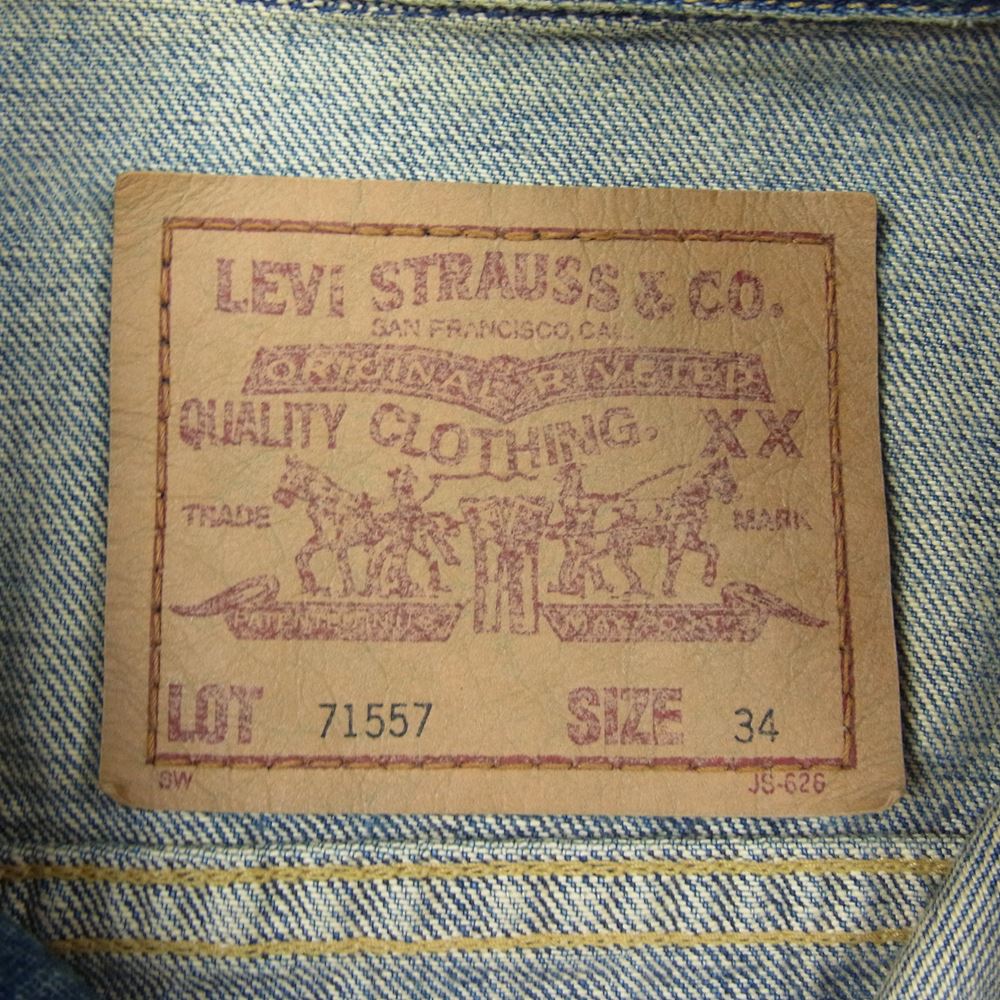 LEVI STRAUSS & CO.
SAN FRANCISCO, CAL.
ORIGINAL RIVETED
QUALITY CLOTHING. XX
TRADE MARK
LOT 71557 SIZE 34
SW JS-626